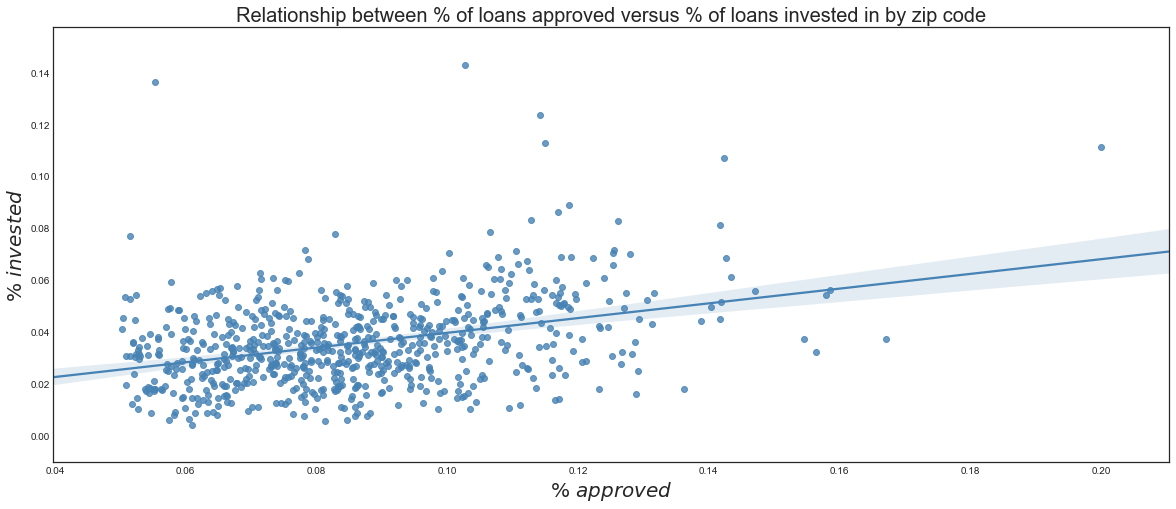 Relationship between % of loans approved versus % of loans invested in by zip code
% invested
0.14
0.12
0.10
0.08
0.06
0.04
0.02
0.00
0.04 0.06 0.08 0.10 0.12 0.14 0.16 0.18 0.20
% approved